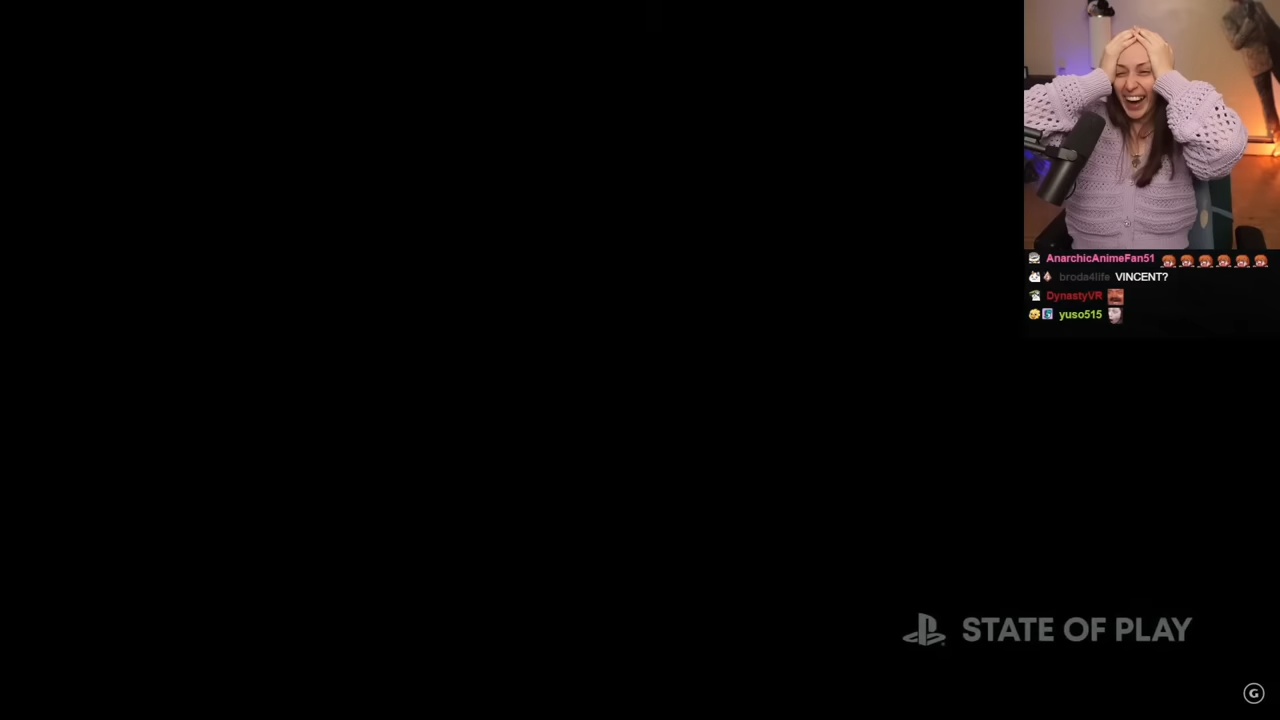 AnarchicAnimeFan51
broda4life VINCENT?
DynastyVR
yuso515
STATE OF PLAY
G